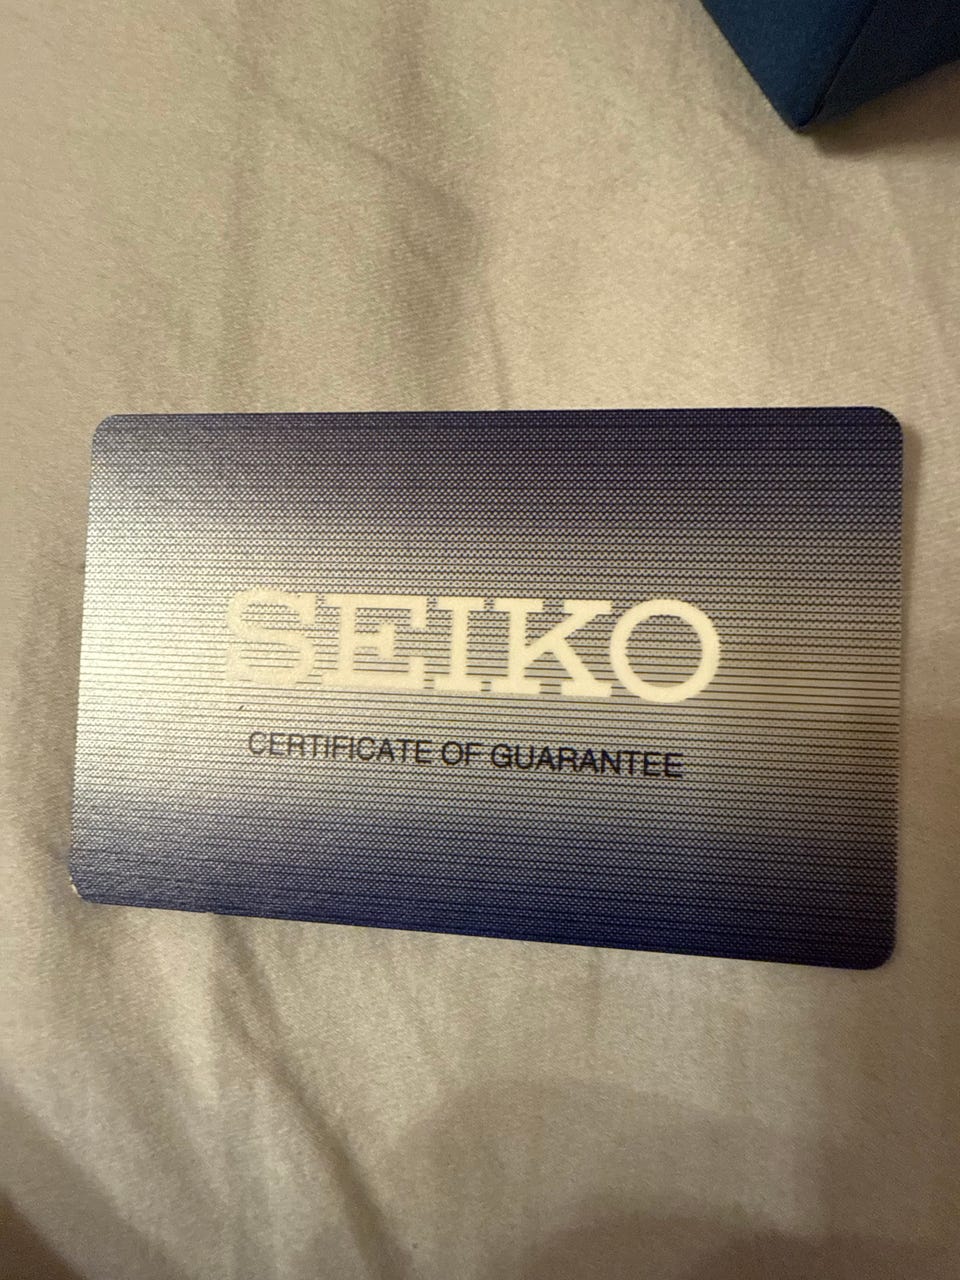 SEIKO
CERTIFICATE OF GUARANTEE